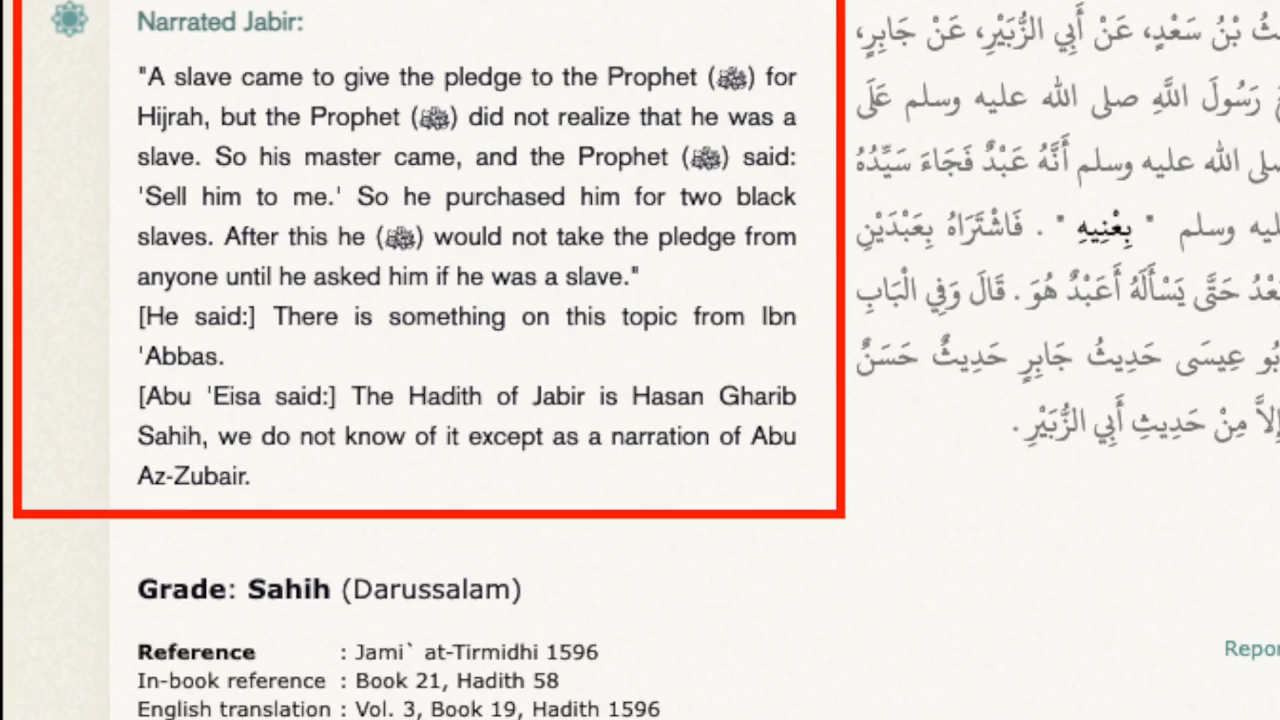 Narrated Jabir:
"A slave came to give the pledge to the Prophet (ﷺ) for
Hijrah, but the Prophet (ﷺ) did not realize that he was a
slave. So his master came, and the Prophet (ﷺ) said:
'Sell him to me.' So he purchased him for two black
slaves. After this he (ﷺ) would not take the pledge from
anyone until he asked him if he was a slave."
[He said:] There is something on this topic from Ibn
'Abbas.
[Abu 'Eisa said:] The Hadith of Jabir is Hasan Gharib
Sahih, we do not know of it except as a narration of Abu
Az-Zubair.
بْنُ سَعْدٍ، عَنْ أَبِي الزُّبَيْرِ، عَنْ جَابِرٍ،
رَسُولَ اللَّهِ صلى الله عليه وسلم عَلَى
الله عليه وسلم أَنَّهُ عَبْدٌ فَجَاءَ سَيِّدُهُ
وسلم " بِعْنِيهِ " . فَاشْتَرَاهُ بِعَبْدَيْنِ
حَتَّى يَسْأَلَهُ أَعَبْدٌ هُوَ . قَالَ وَفِي الْبَابِ
عِيسَى حَدِيثُ جَابِرٍ حَدِيثٌ حَسَنٌ
إِلاَّ مِنْ حَدِيثِ أَبِي الزُّبَيْرِ .
Grade: Sahih (Darussalam)
Reference : Jami` at-Tirmidhi 1596
In-book reference : Book 21, Hadith 58
English translation : Vol. 3, Book 19, Hadith 1596
Repor